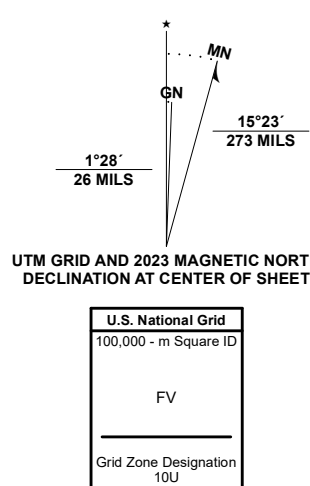 ★
MN
GN
15°23´
273 MILS
1°28´
26 MILS
UTM GRID AND 2023 MAGNETIC NORT
DECLINATION AT CENTER OF SHEET
U.S. National Grid
100,000 - m Square ID
FV
Grid Zone Designation
10U